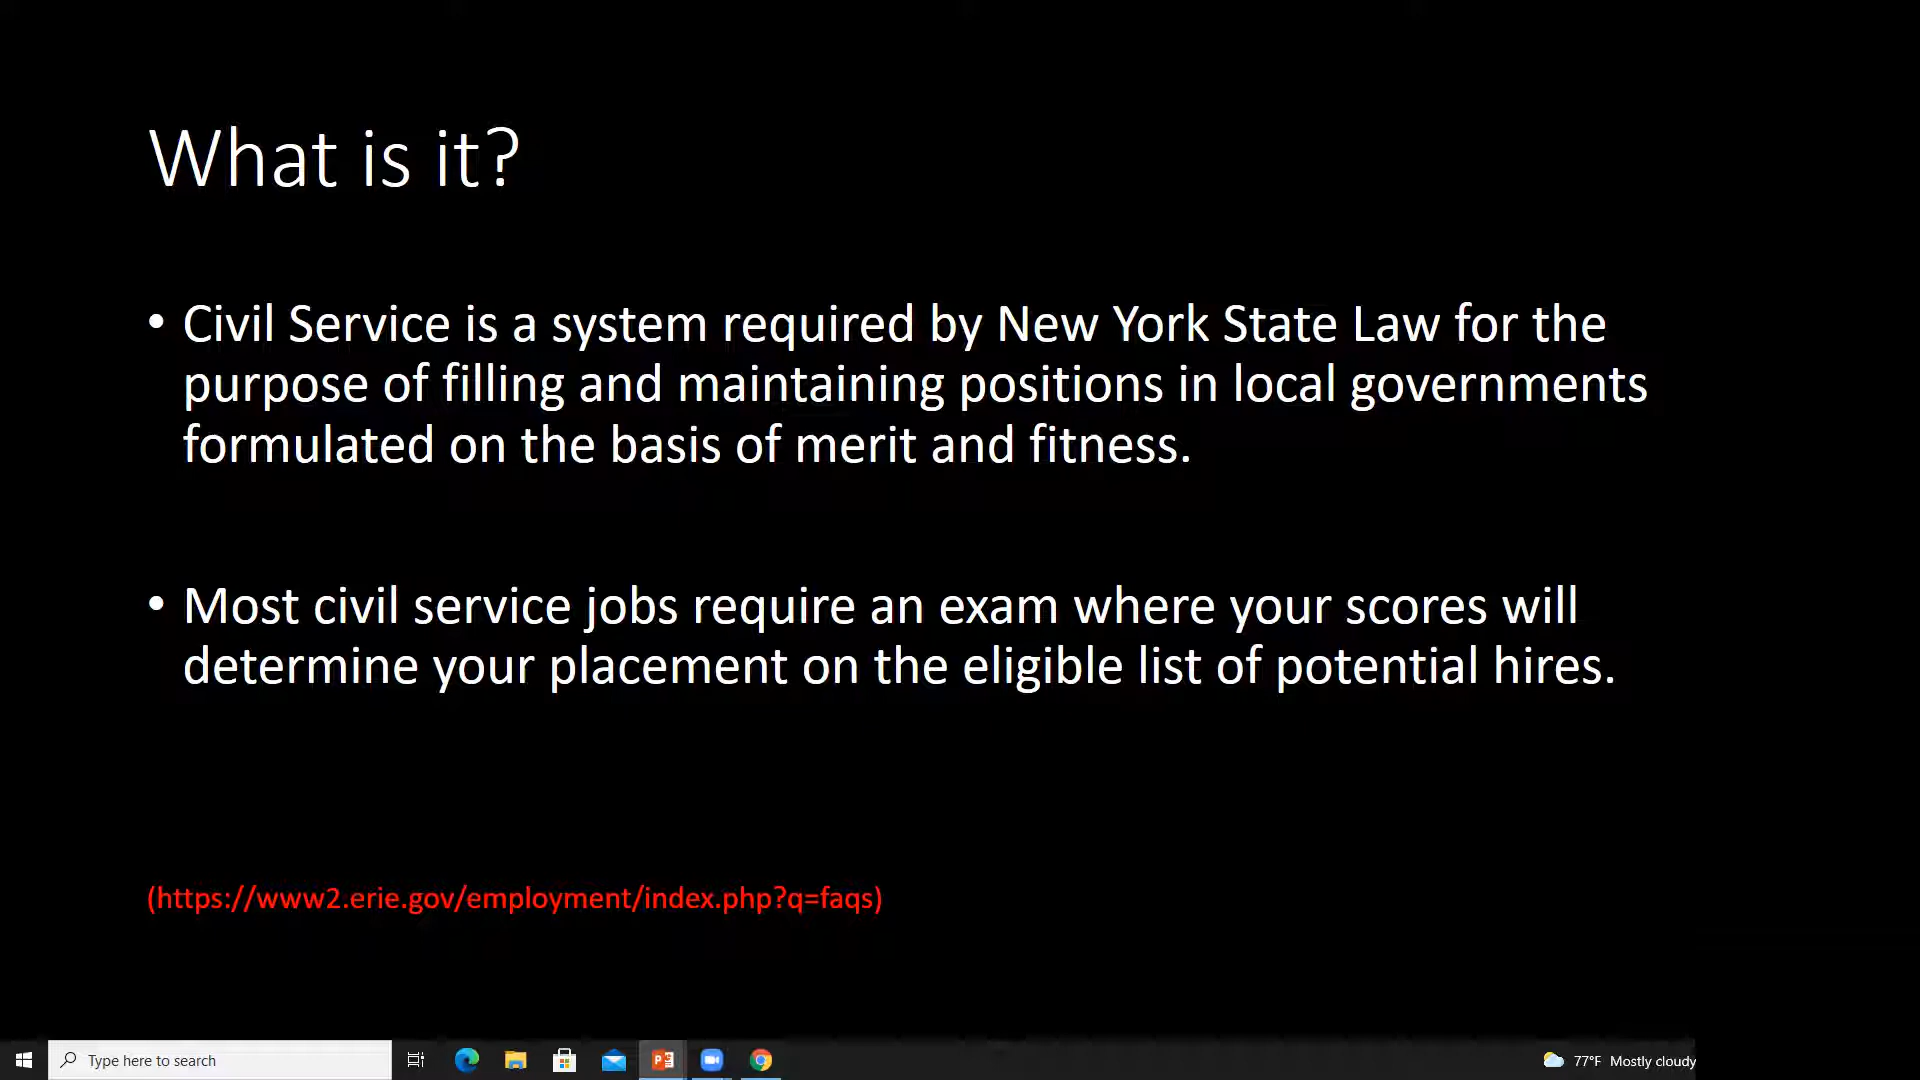 What is it?
• Civil Service is a system required by New York State Law for the
purpose of filling and maintaining positions in local governments
formulated on the basis of merit and fitness.
• Most civil service jobs require an exam where your scores will
determine your placement on the eligible list of potential hires.
(https://www2.erie.gov/employment/index.php?q=faqs)
Type here to search
77°F Mostly cloudy